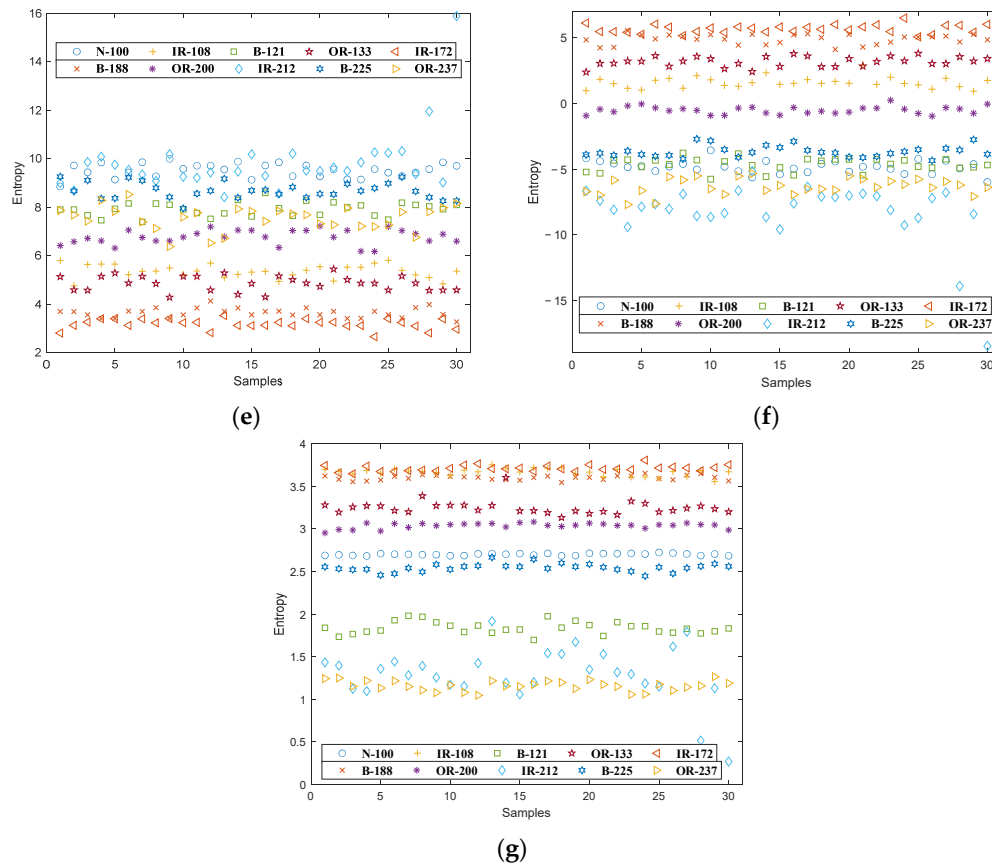 16
14
12
10
8
6
4
2
Entropy
N-100 IR-108 B-121 OR-133 IR-172
B-188 OR-200 IR-212 B-225 OR-237
0 5 10 15 20 25 30
Samples
(e)
5
0
-5
-10
-15
Entropy
N-100 IR-108 B-121 OR-133 IR-172
B-188 OR-200 IR-212 B-225 OR-237
0 5 10 15 20 25 30
Samples
(f)
4
3.5
3
2.5
2
1.5
1
0.5
0
Entropy
N-100 IR-108 B-121 OR-133 IR-172
B-188 OR-200 IR-212 B-225 OR-237
0 5 10 15 20 25 30
Samples
(g)